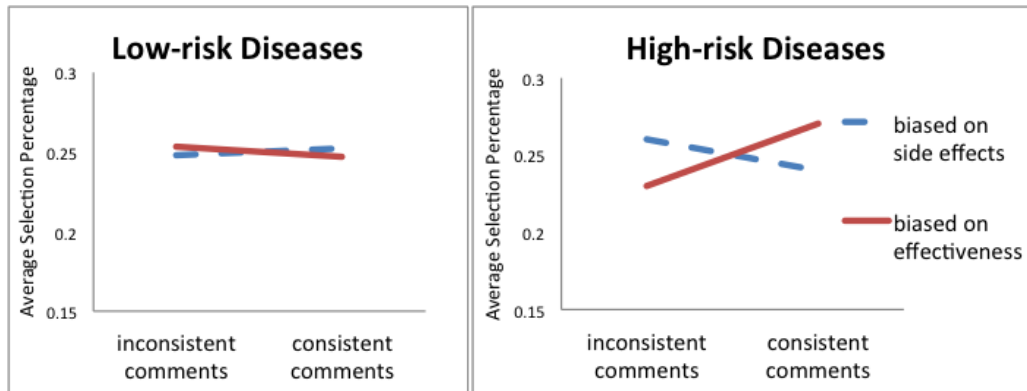 Low-risk Diseases
Average Selection Percentage
0.3
0.25
0.2
0.15
inconsistent
comments
consistent
comments
High-risk Diseases
Average Selection Percentage
0.3
0.25
0.2
0.15
inconsistent
comments
consistent
comments
biased on
side effects
biased on
effectiveness